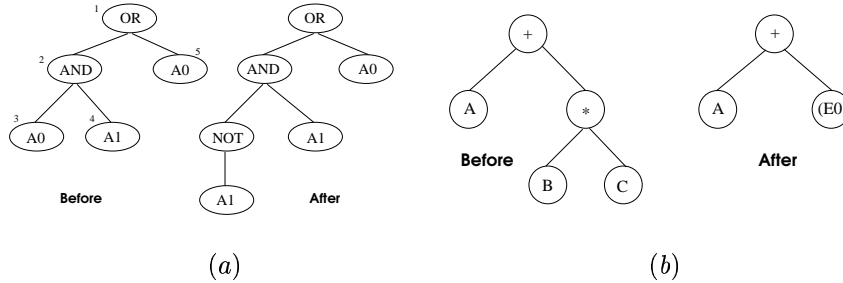 1 OR OR + +
2 AND 5 A0 AND A0 A * A (E0
3 A0 4 A1 NOT A1
Before After
B C
A1
Before After
(a) (b)